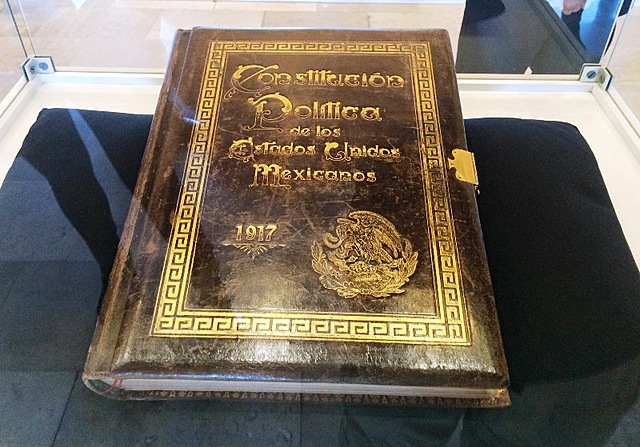 Constitución
Política
de los
Estados Unidos
Mexicanos
1917